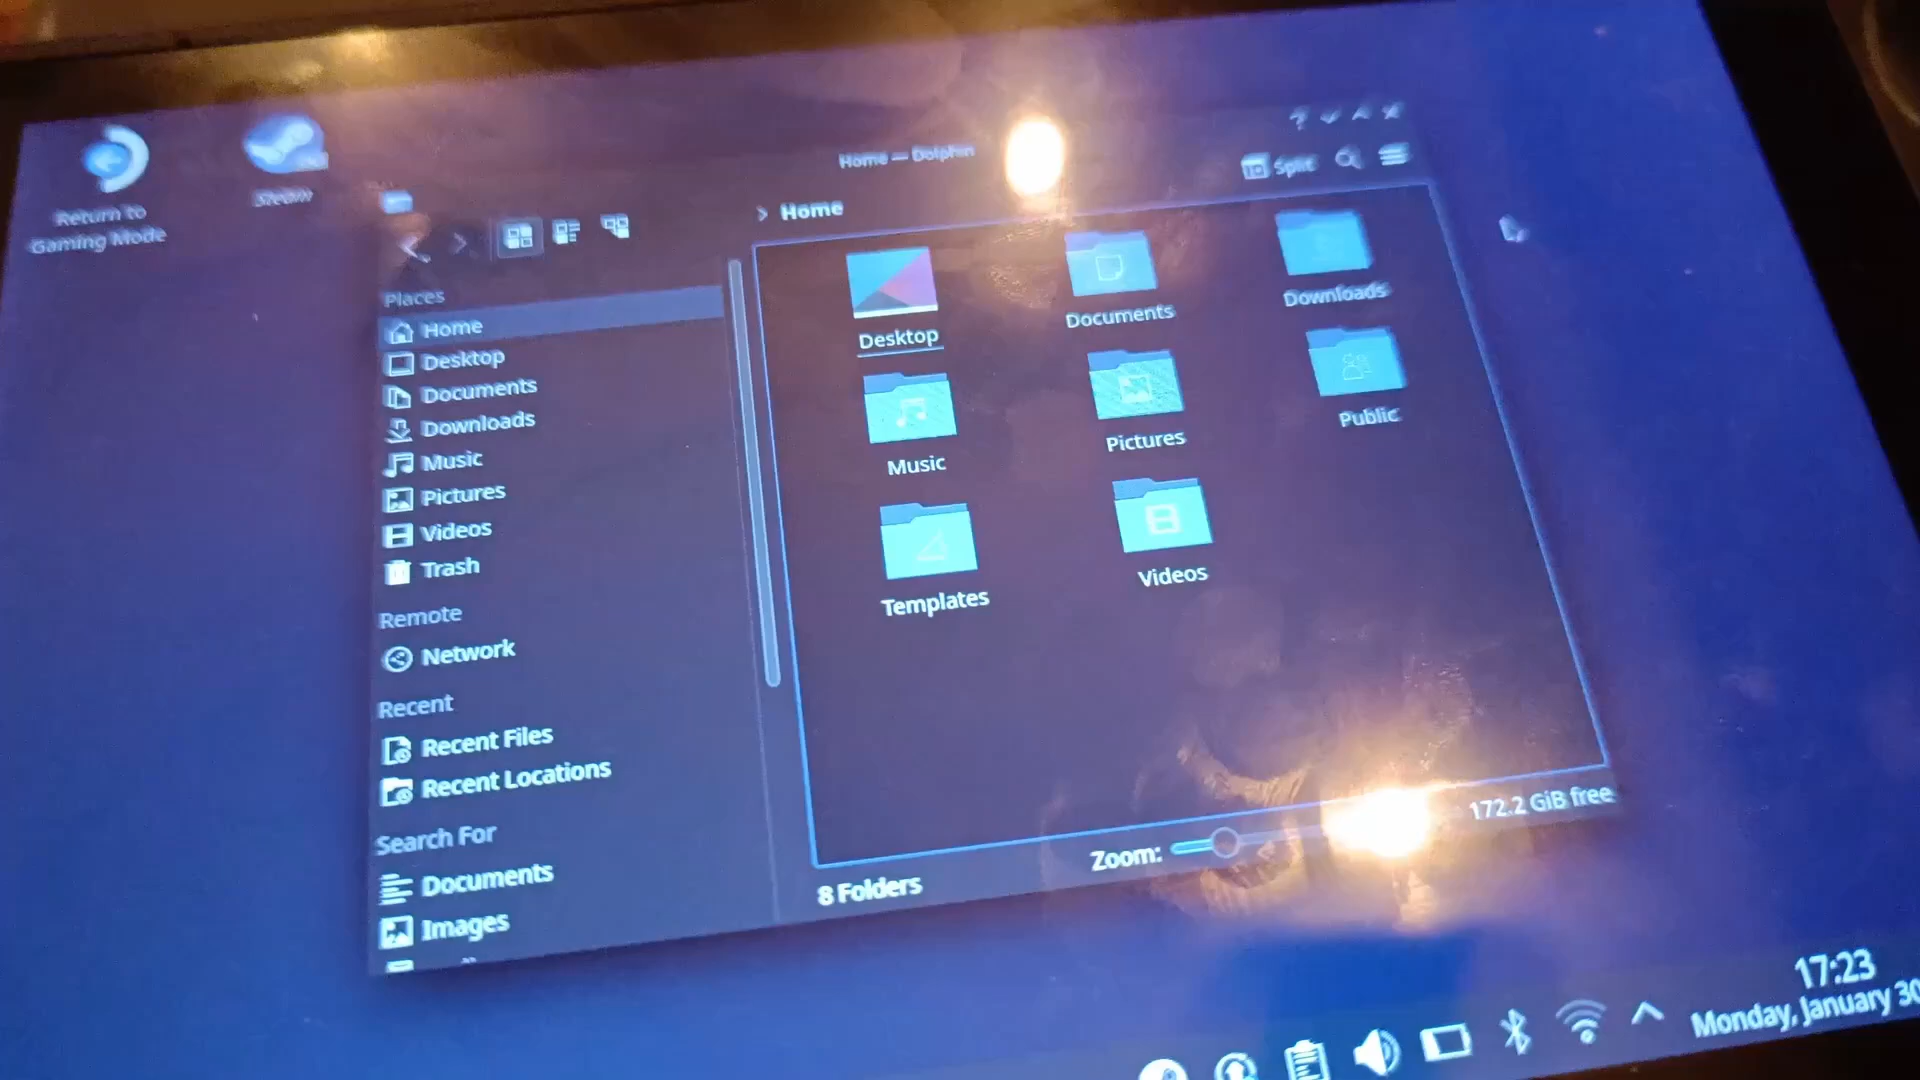 Return to
Gaming Mode
Steam
Home — Dolphin
Split
Home
Places
Home
Desktop
Documents
Downloads
Music
Pictures
Videos
Trash
Remote
Network
Recent
Recent Files
Recent Locations
Search For
Documents
Images
Desktop
Documents
Downloads
Music
Pictures
Public
Templates
Videos
8 Folders
Zoom:
172.2 GiB free
17:23
Monday, January 30